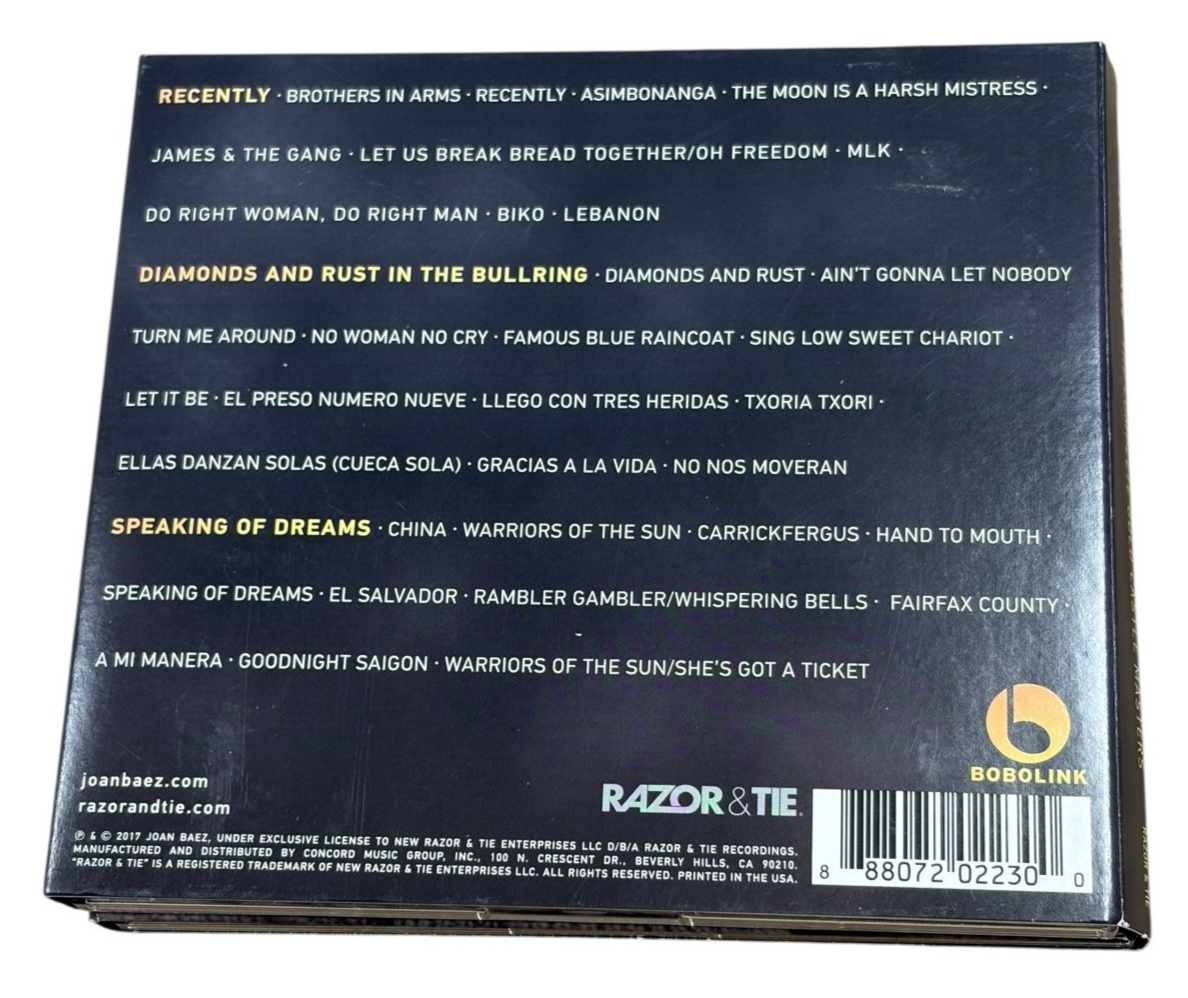 RECENTLY · BROTHERS IN ARMS · RECENTLY · ASIMBONANGA · THE MOON IS A HARSH MISTRESS ·
JAMES & THE GANG · LET US BREAK BREAD TOGETHER/OH FREEDOM · MLK ·
DO RIGHT WOMAN, DO RIGHT MAN · BIKO · LEBANON
DIAMONDS AND RUST IN THE BULLRING · DIAMONDS AND RUST · AIN'T GONNA LET NOBODY
TURN ME AROUND · NO WOMAN NO CRY · FAMOUS BLUE RAINCOAT · SING LOW SWEET CHARIOT ·
LET IT BE · EL PRESO NUMERO NUEVE · LLEGO CON TRES HERIDAS · TXORIA TXORI ·
ELLAS DANZAN SOLAS (CUECA SOLA) · GRACIAS A LA VIDA · NO NOS MOVERAN
SPEAKING OF DREAMS · CHINA · WARRIORS OF THE SUN · CARRICKFERGUS · HAND TO MOUTH ·
SPEAKING OF DREAMS · EL SALVADOR · RAMBLER GAMBLER/WHISPERING BELLS · FAIRFAX COUNTY ·
A MI MANERA · GOODNIGHT SAIGON · WARRIORS OF THE SUN/SHE'S GOT A TICKET
BOBOLINK
joanbaez.com
razorandtie.com
RAZOR & TIE.
℗ & © 2017 JOAN BAEZ, UNDER EXCLUSIVE LICENSE TO NEW RAZOR & TIE ENTERPRISES LLC D/B/A RAZOR & TIE RECORDINGS.
MANUFACTURED AND DISTRIBUTED BY CONCORD MUSIC GROUP, INC., 100 N. CRESCENT DR., BEVERLY HILLS, CA 90210.
"RAZOR & TIE" IS A REGISTERED TRADEMARK OF NEW RAZOR & TIE ENTERPRISES LLC. ALL RIGHTS RESERVED. PRINTED IN THE USA.
8 88072 02230 0
MASTERS
RAZOR & TIE